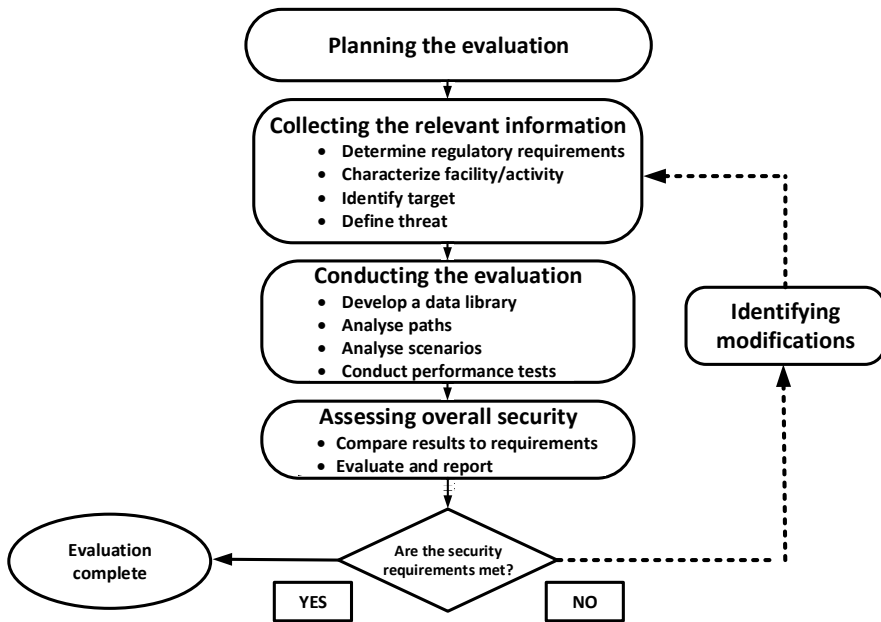 Planning the evaluation
Collecting the relevant information
• Determine regulatory requirements
• Characterize facility/activity
• Identify target
• Define threat
Conducting the evaluation
• Develop a data library
• Analyse paths
• Analyse scenarios
• Conduct performance tests
Identifying
modifications
Assessing overall security
• Compare results to requirements
• Evaluate and report
Are the security
requirements met?
Evaluation
complete
YES
NO